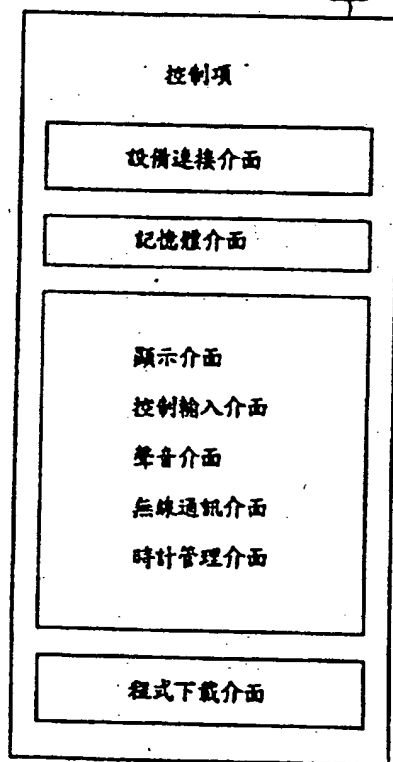 控制項
設備連接介面
記憶體介面
顯示介面
控制輸入介面
聲音介面
無線通訊介面
時計管理介面
程式下載介面